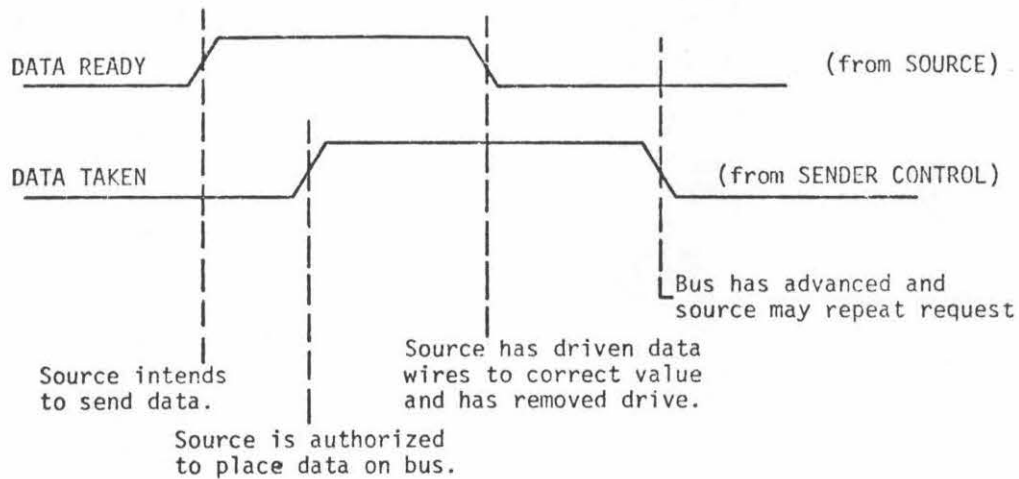 DATA READY
(from SOURCE)
DATA TAKEN
(from SENDER CONTROL)
Bus has advanced and
source may repeat request
Source has driven data
wires to correct value
and has removed drive.
Source intends
to send data.
Source is authorized
to place data on bus.